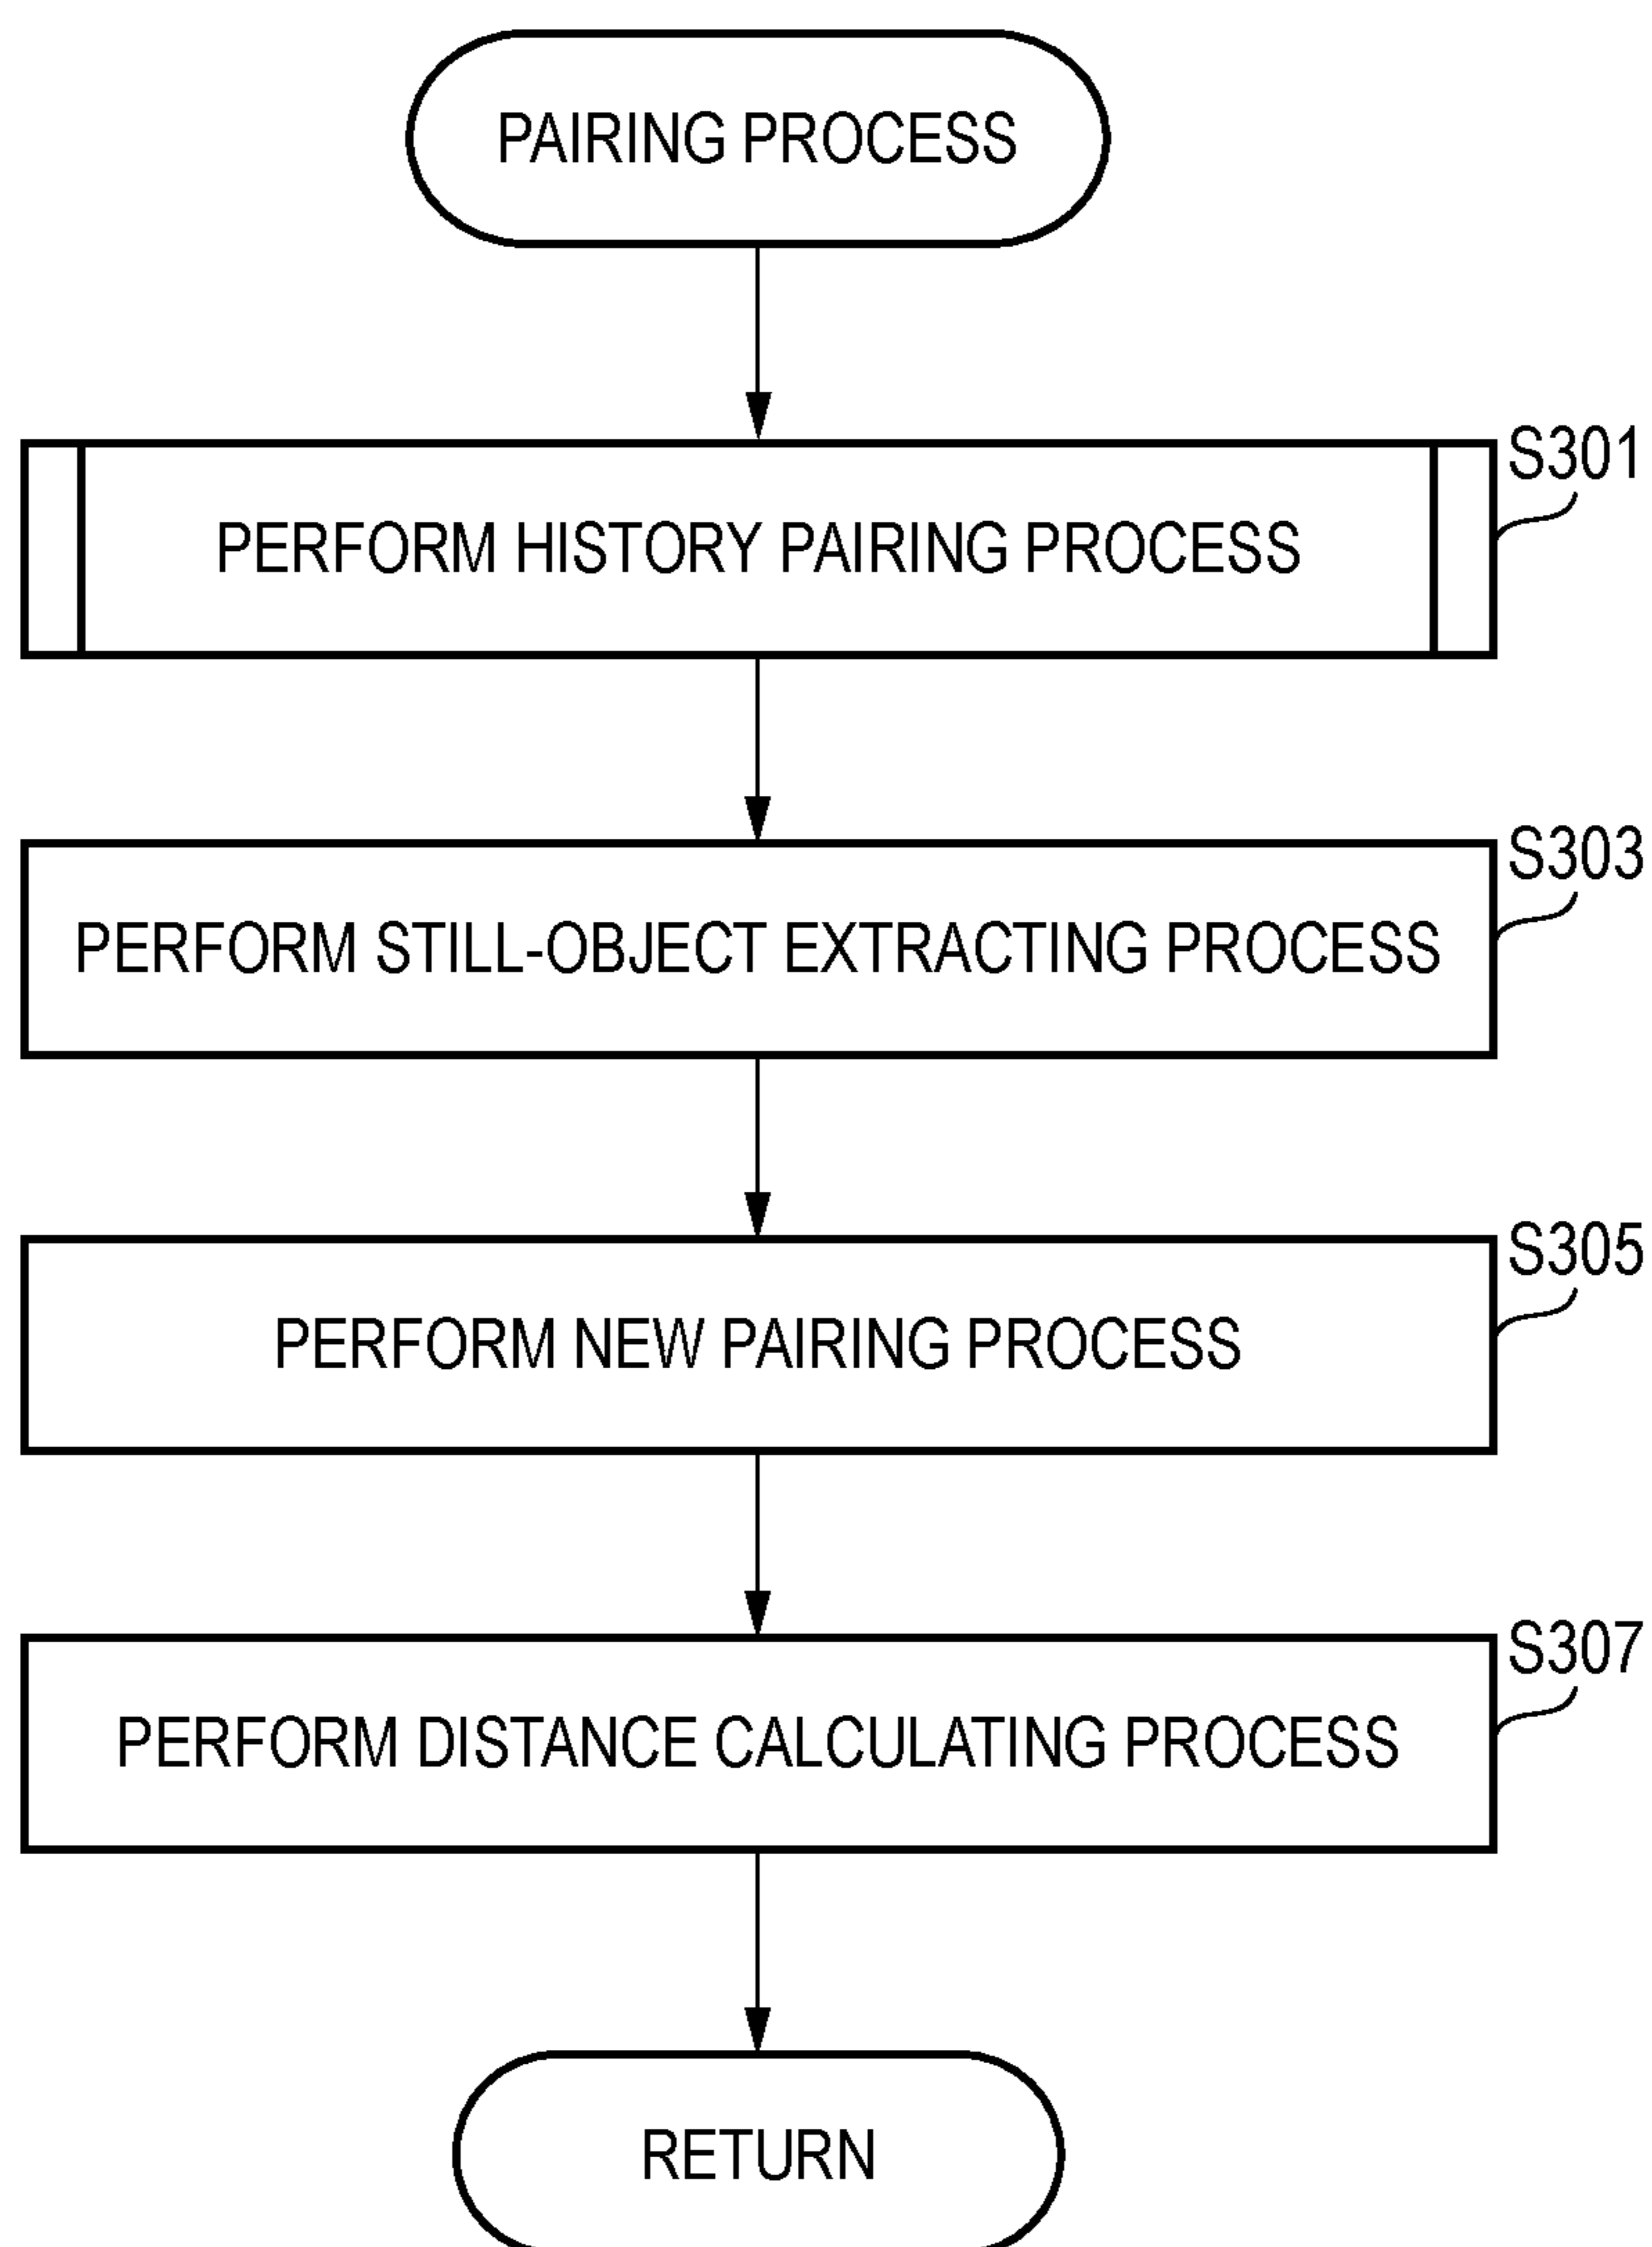 PAIRING PROCESS
S301
PERFORM HISTORY PAIRING PROCESS
S303
PERFORM STILL-OBJECT EXTRACTING PROCESS
S305
PERFORM NEW PAIRING PROCESS
S307
PERFORM DISTANCE CALCULATING PROCESS
RETURN